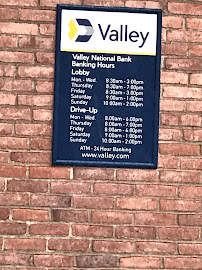 Valley
Valley National Bank
Banking Hours
Lobby
Mon. - Wed. 8:30am - 3:00pm
Thursday 8:30am - 7:00pm
Friday 8:30am - 3:00pm
Saturday 9:00am - 1:00pm
Sunday 10:00am - 2:00pm
Drive-Up
Mon - Wed 8:00am - 6:00pm
Thursday 8:00am - 7:00pm
Friday 8:00am - 6:00pm
Saturday 9:00am - 1:00pm
Sunday 10:00am - 2:00pm
ATM - 24 Hour Banking
www.valley.com